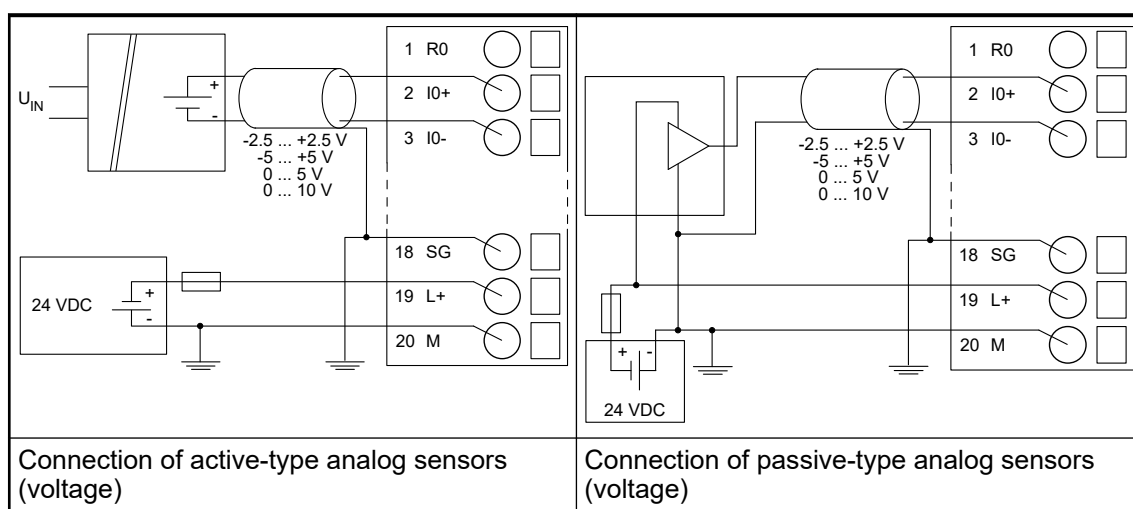 1 R0
2 I0+
3 I0-
U_IN
+
-
-2.5 ... +2.5 V
-5 ... +5 V
0 ... 5 V
0 ... 10 V
18 SG
19 L+
20 M
24 VDC
+
-
Connection of active-type analog sensors
(voltage)
1 R0
2 I0+
3 I0-
-2.5 ... +2.5 V
-5 ... +5 V
0 ... 5 V
0 ... 10 V
18 SG
19 L+
20 M
+ -
24 VDC
Connection of passive-type analog sensors
(voltage)